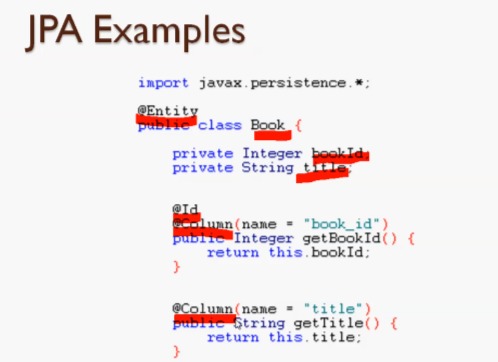 JPA Examples
import javax.persistence.*;
@Entity
public class Book {
private Integer bookId;
private String title;
@Id
@Column(name = "book_id")
public Integer getBookId() {
return this.bookId;
}
@Column(name = "title")
public String getTitle() {
return this.title;
}